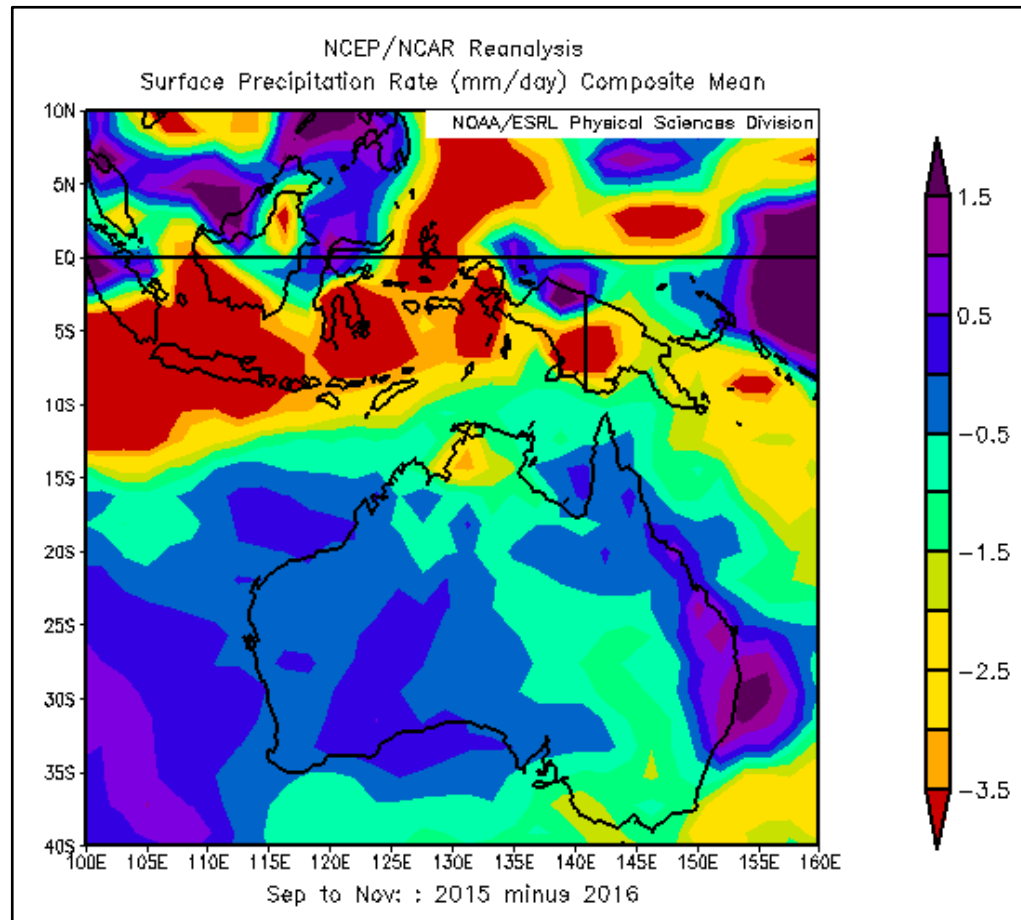 NCEP/NCAR Reanalysis
Surface Precipitation Rate (mm/day) Composite Mean
NOAA/ESRL Physical Sciences Division
10N
5N
EQ
5S
10S
15S
20S
25S
30S
35S
40S
100E 105E 110E 115E 120E 125E 130E 135E 140E 145E 150E 155E 160E
Sep to Nov: : 2015 minus 2016
1.5
0.5
-0.5
-1.5
-2.5
-3.5